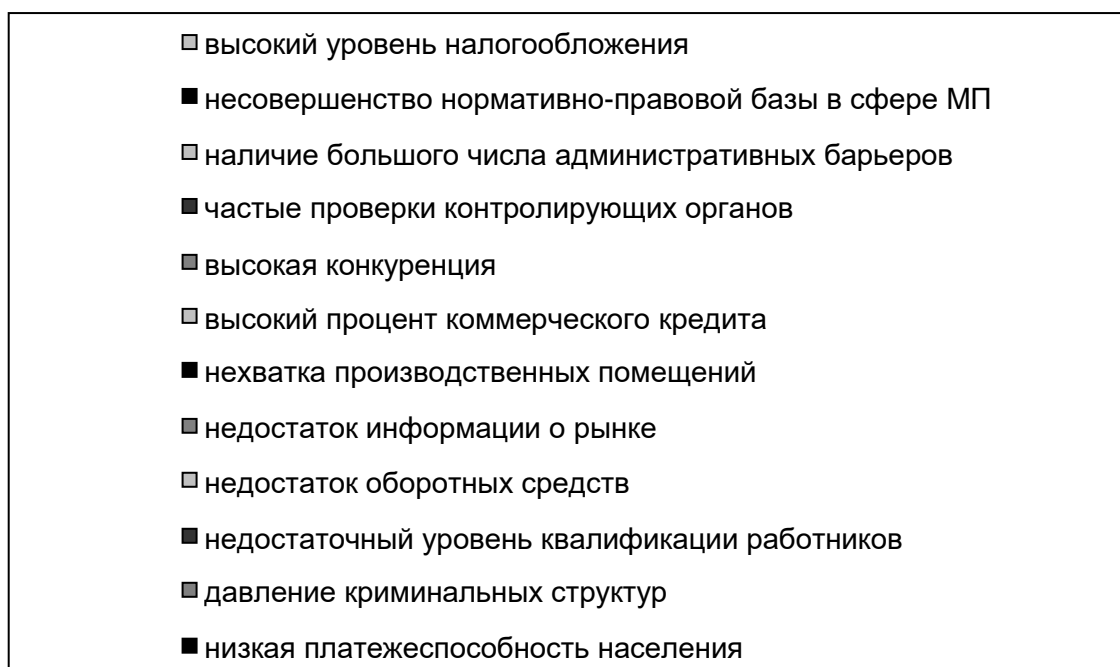 высокий уровень налогообложения
несовершенство нормативно-правовой базы в сфере МП
наличие большого числа административных барьеров
частые проверки контролирующих органов
высокая конкуренция
высокий процент коммерческого кредита
нехватка производственных помещений
недостаток информации о рынке
недостаток оборотных средств
недостаточный уровень квалификации работников
давление криминальных структур
низкая платежеспособность населения